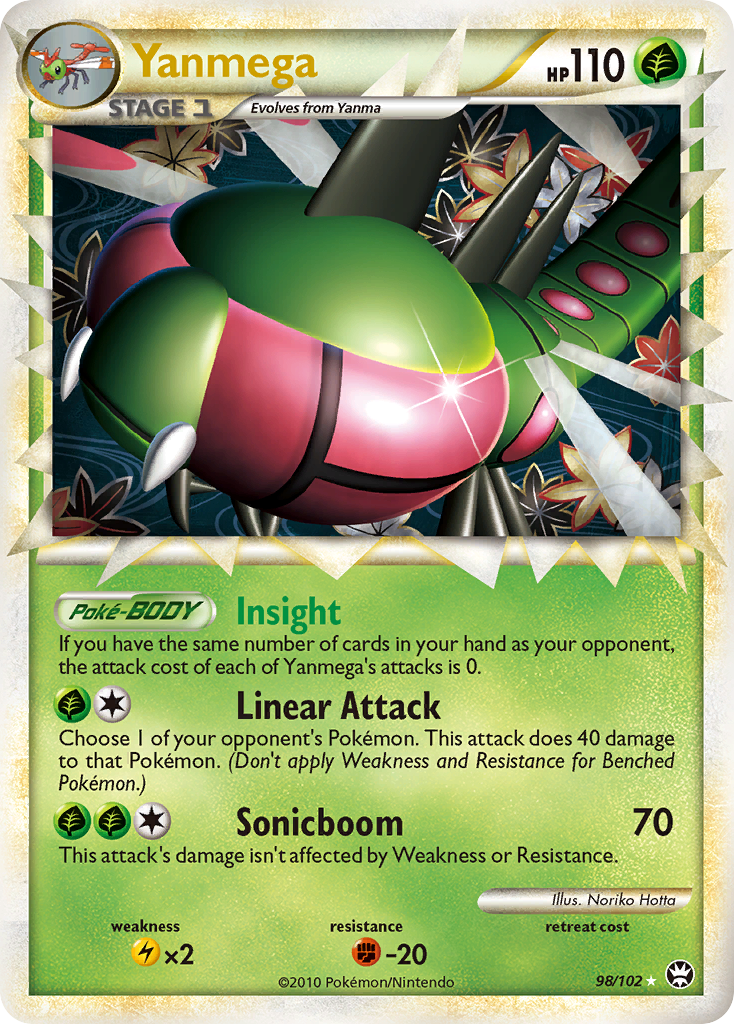 Yanmega
HP 110
STAGE 1
Evolves from Yanma
Poké-BODY Insight
If you have the same number of cards in your hand as your opponent,
the attack cost of each of Yanmega's attacks is 0.
Linear Attack
Choose 1 of your opponent's Pokémon. This attack does 40 damage
to that Pokémon. (Don't apply Weakness and Resistance for Benched
Pokémon.)
Sonicboom 70
This attack's damage isn't affected by Weakness or Resistance.
Illus. Noriko Hotta
weakness resistance retreat cost
×2 -20
©2010 Pokémon/Nintendo 98/102 ★